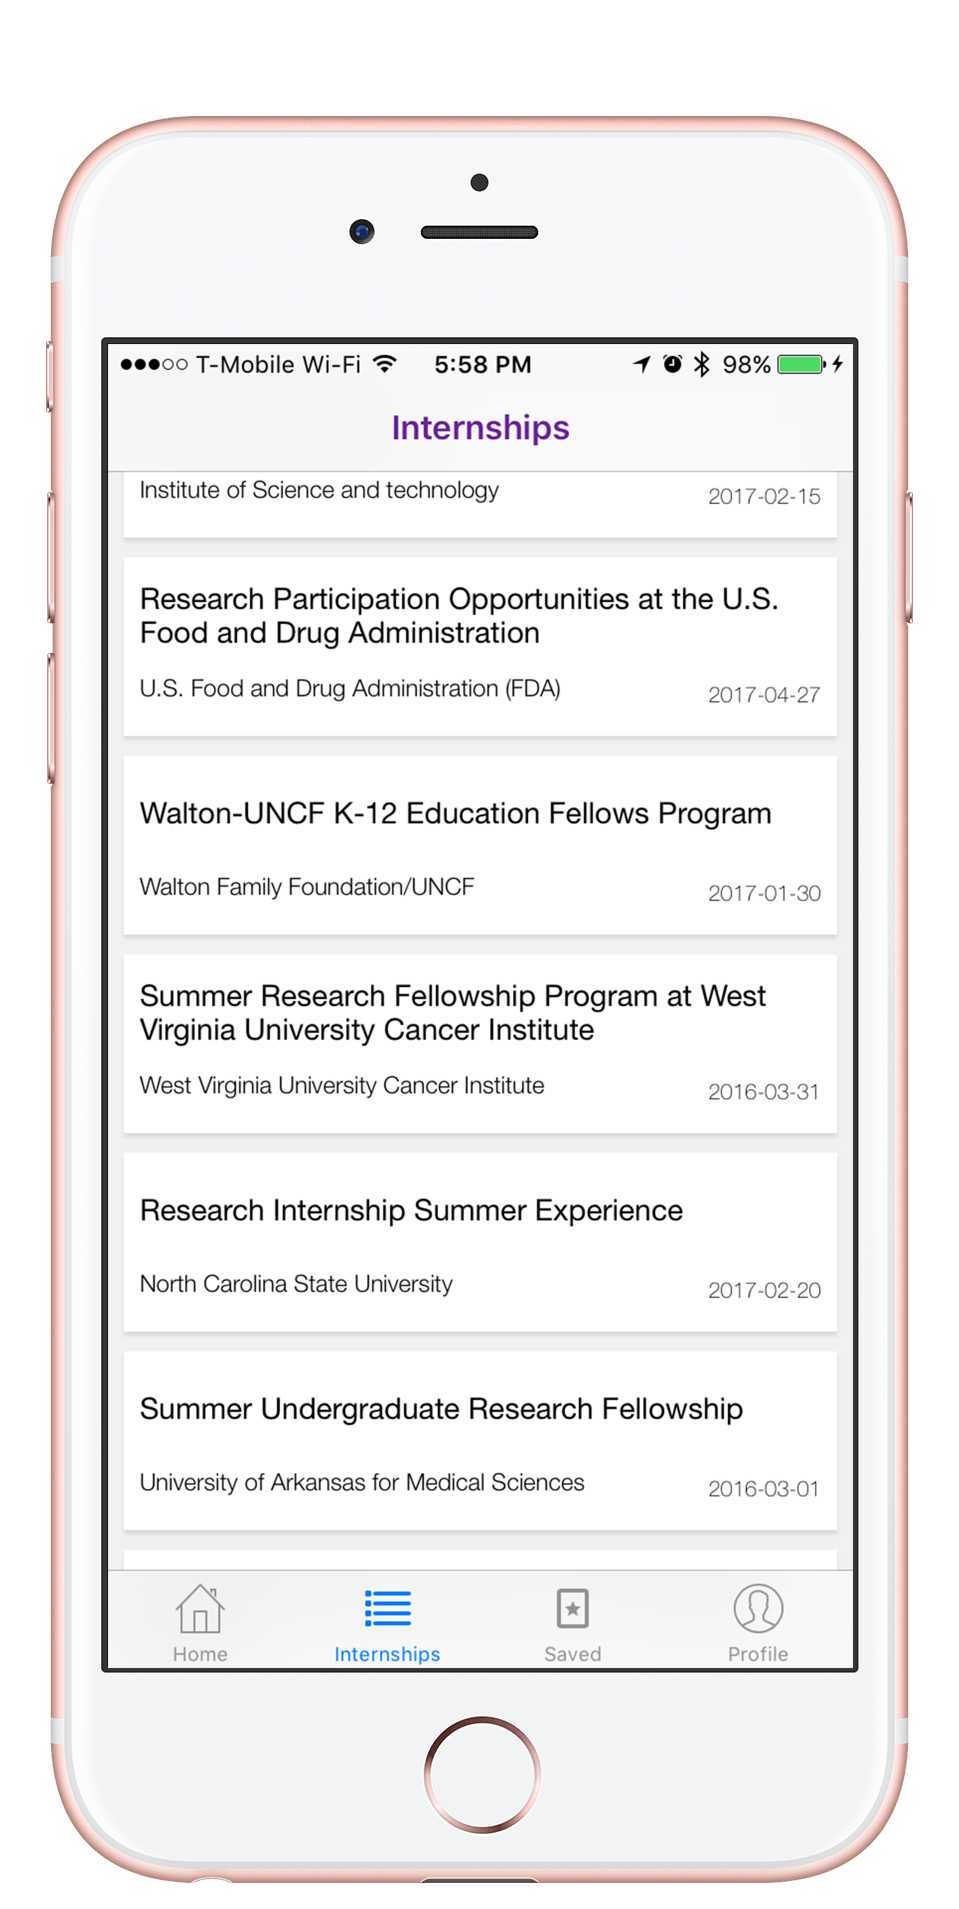 T-Mobile Wi-Fi 5:58 PM 98%
Internships
Institute of Science and technology 2017-02-15
Research Participation Opportunities at the U.S.
Food and Drug Administration
U.S. Food and Drug Administration (FDA) 2017-04-27
Walton-UNCF K-12 Education Fellows Program
Walton Family Foundation/UNCF 2017-01-30
Summer Research Fellowship Program at West
Virginia University Cancer Institute
West Virginia University Cancer Institute 2016-03-31
Research Internship Summer Experience
North Carolina State University 2017-02-20
Summer Undergraduate Research Fellowship
University of Arkansas for Medical Sciences 2016-03-01
Home Internships Saved Profile